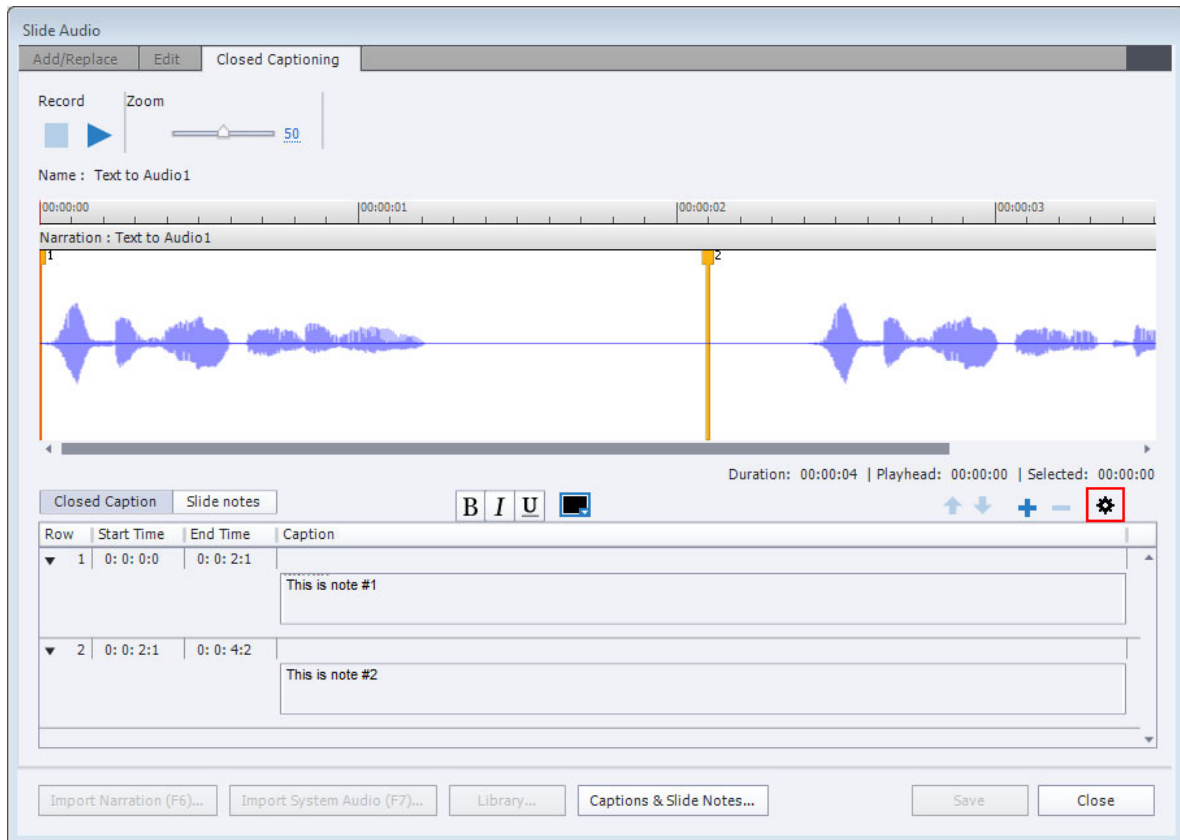 Slide Audio
Add/Replace Edit Closed Captioning
Record Zoom
50
Name : Text to Audio1
00:00:00 00:00:01 00:00:02 00:00:03
Narration : Text to Audio1
1 2
Duration: 00:00:04 | Playhead: 00:00:00 | Selected: 00:00:00
Closed Caption Slide notes B I U
Row Start Time End Time Caption
1 0: 0: 0:0 0: 0: 2:1
This is note #1
2 0: 0: 2:1 0: 0: 4:2
This is note #2
Import Narration (F6)... Import System Audio (F7)... Library... Captions & Slide Notes... Save Close